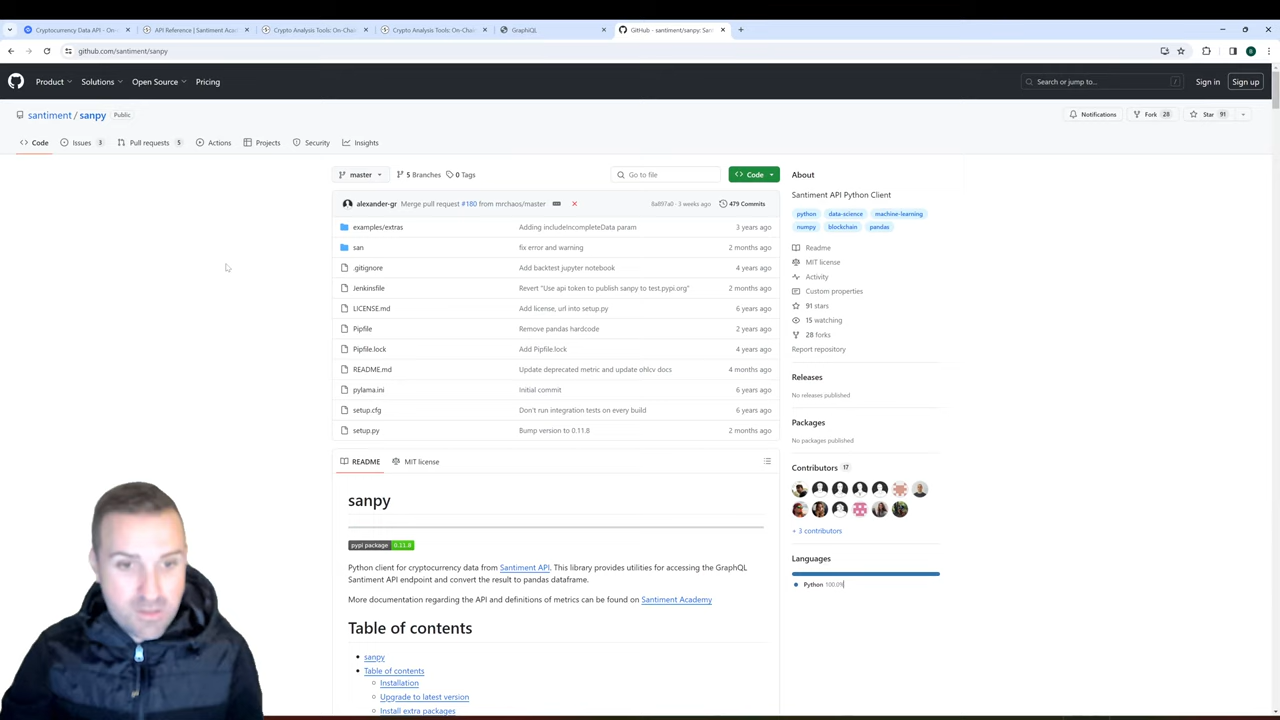 Cryptocurrency Data API - On-
API Reference | Santiment Aca
Crypto Analysis Tools: On-Chai
Crypto Analysis Tools: On-Chai
GraphiQL
GitHub - santiment/sanpy: San
github.com/santiment/sanpy
B
Product
Solutions
Open Source
Pricing
Search or jump to...
/
Sign in
Sign up
santiment / sanpy
Public
Notifications
Fork 28
Star 91
Code
Issues 3
Pull requests 5
Actions
Projects
Security
Insights
master
5 Branches
0 Tags
Go to file
Code
alexander-gr Merge pull request #180 from mrchaos/master
8a897a0 · 3 weeks ago
479 Commits
examples/extras
Adding includeIncompleteData param
3 years ago
san
fix error and warning
2 months ago
.gitignore
Add backtest jupyter notebook
4 years ago
Jenkinsfile
Revert "Use api token to publish sanpy to test.pypi.org"
2 months ago
LICENSE.md
Add license, url into setup.py
6 years ago
Pipfile
Remove pandas hardcode
2 years ago
Pipfile.lock
Add Pipfile.lock
4 years ago
README.md
Update deprecated metric and update ohlcv docs
4 months ago
pylama.ini
Initial commit
6 years ago
setup.cfg
Don't run integration tests on every build
6 years ago
setup.py
Bump version to 0.11.8
2 months ago
README
MIT license
sanpy
pypi package 0.11.8
Python client for cryptocurrency data from Santiment API. This library provides utilities for accessing the GraphQL
Santiment API endpoint and convert the result to pandas dataframe.
More documentation regarding the API and definitions of metrics can be found on Santiment Academy
Table of contents
sanpy
Table of contents
Installation
Upgrade to latest version
Install extra packages
About
Santiment API Python Client
python data-science machine-learning
numpy blockchain pandas
Readme
MIT license
Activity
Custom properties
91 stars
15 watching
28 forks
Report repository
Releases
No releases published
Packages
No packages published
Contributors 17
+ 3 contributors
Languages
Python 100.0%